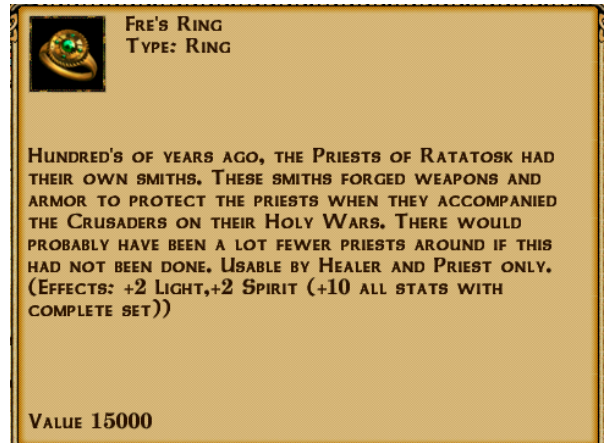 Fre's Ring
Type: Ring
Hundred's of years ago, the Priests of Ratatosk had
their own smiths. These smiths forged weapons and
armor to protect the priests when they accompanied
the Crusaders on their Holy Wars. There would
probably have been a lot fewer priests around if this
had not been done. Usable by Healer and Priest only.
(Effects: +2 Light,+2 Spirit (+10 all stats with
complete set))
Value 15000